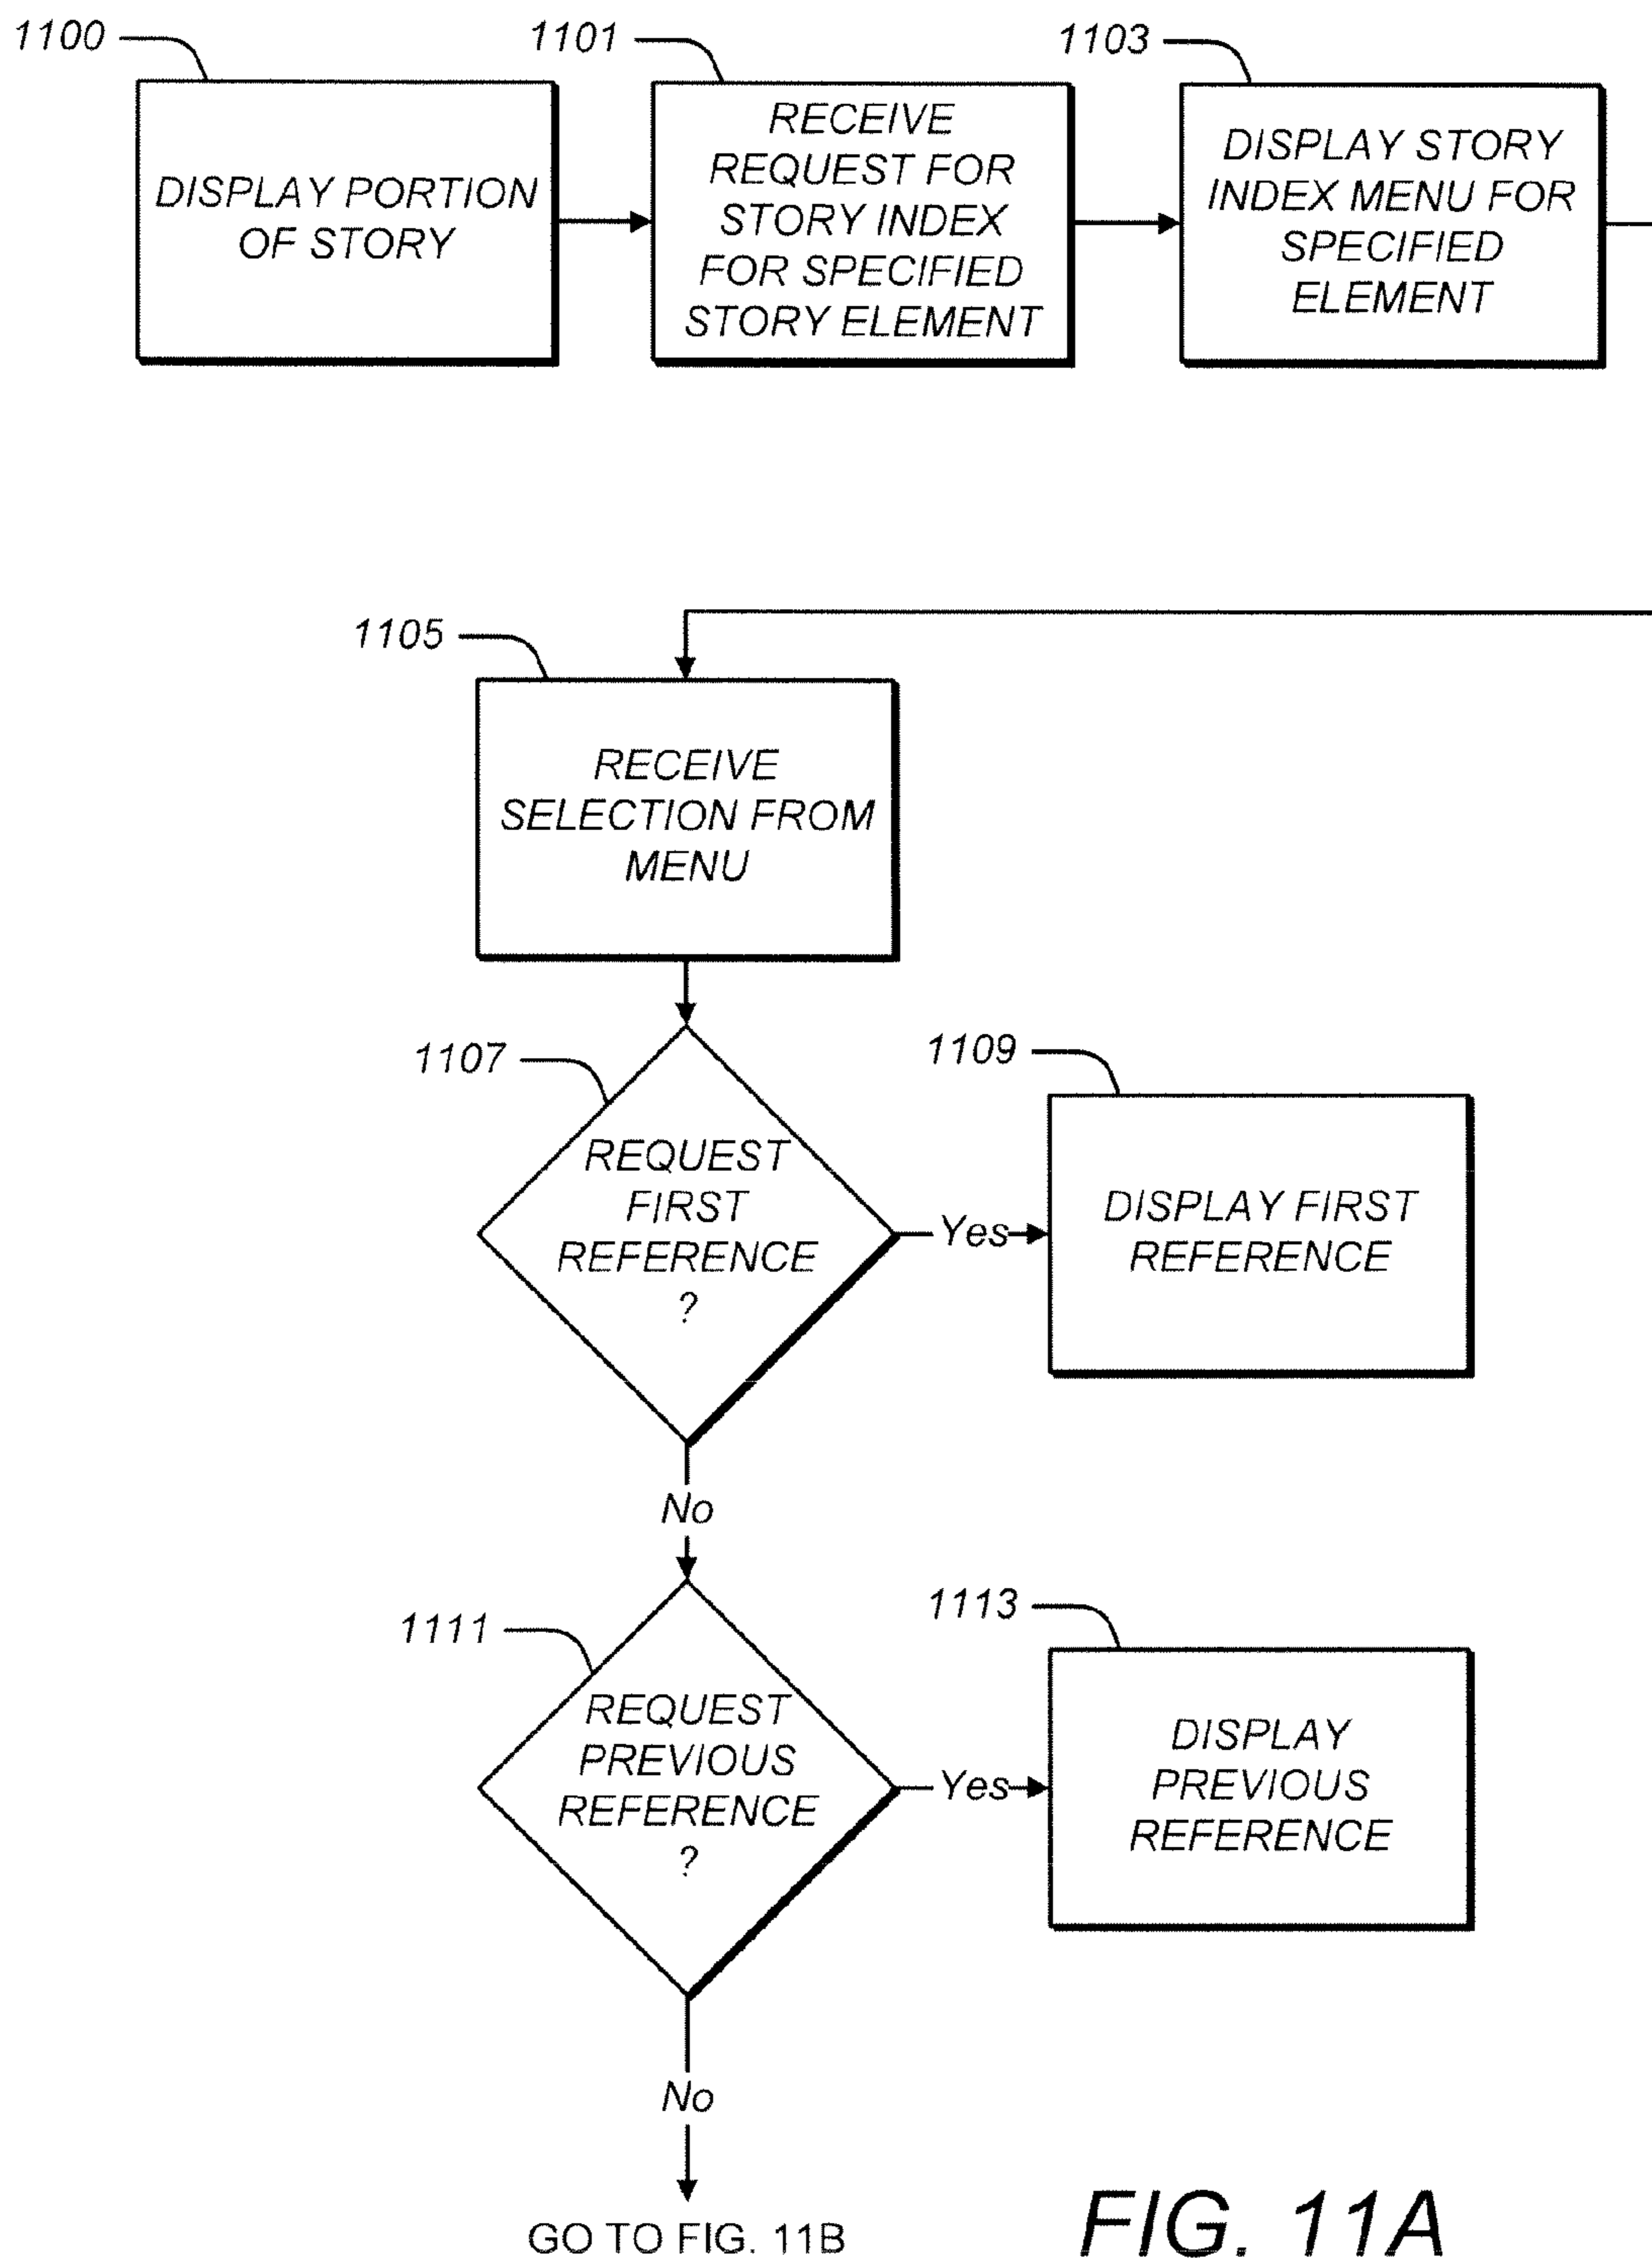 1100
DISPLAY PORTION
OF STORY
1101
RECEIVE
REQUEST FOR
STORY INDEX
FOR SPECIFIED
STORY ELEMENT
1103
DISPLAY STORY
INDEX MENU FOR
SPECIFIED
ELEMENT
1105
RECEIVE
SELECTION FROM
MENU
1107
REQUEST
FIRST
REFERENCE
?
Yes
1109
DISPLAY FIRST
REFERENCE
No
1111
REQUEST
PREVIOUS
REFERENCE
?
Yes
1113
DISPLAY
PREVIOUS
REFERENCE
No
GO TO FIG. 11B
FIG. 11A